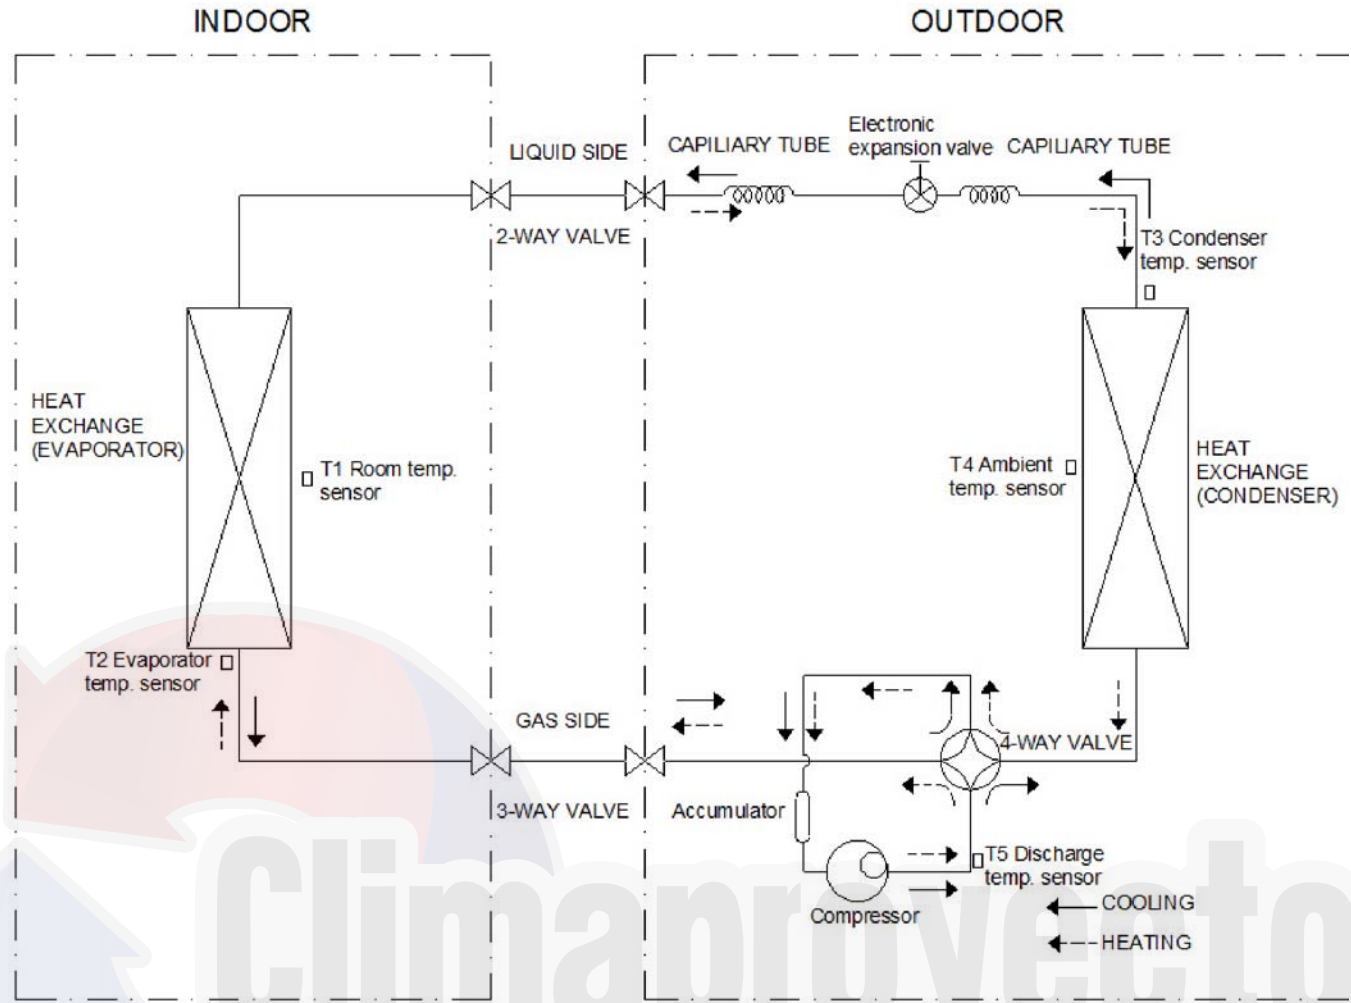 INDOOR
OUTDOOR
LIQUID SIDE
CAPILIARY TUBE
Electronic
expansion valve
CAPILIARY TUBE
2-WAY VALVE
T3 Condenser
temp. sensor
HEAT
EXCHANGE
(EVAPORATOR)
T1 Room temp.
sensor
T4 Ambient
temp. sensor
HEAT
EXCHANGE
(CONDENSER)
T2 Evaporator
temp. sensor
GAS SIDE
4-WAY VALVE
3-WAY VALVE
Accumulator
T5 Discharge
temp. sensor
Compressor
COOLING
HEATING
Climaproyecto